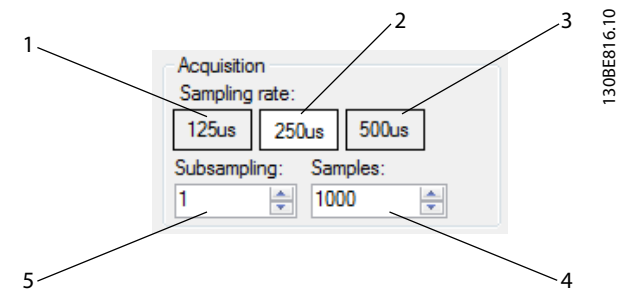 1
2
3
130BE816.10
Acquisition
Sampling rate:
125us 250us 500us
Subsampling: Samples:
1 1000
5
4